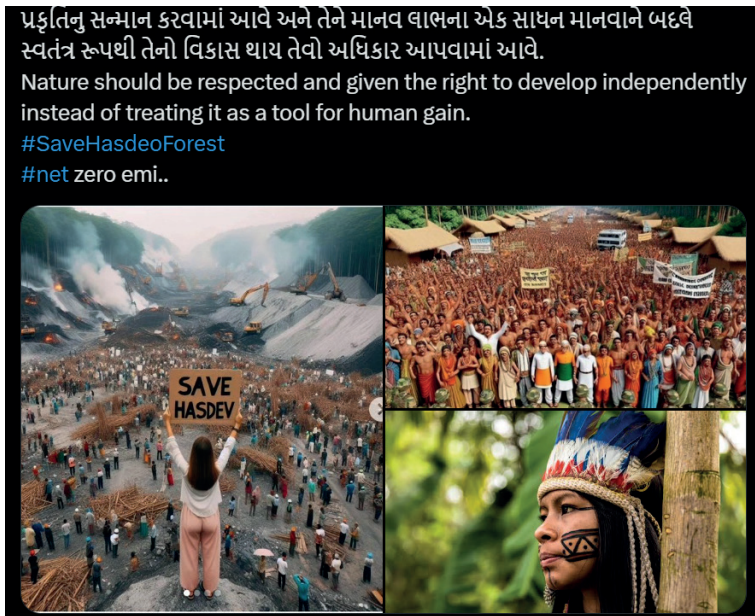 પ્રકૃતિનુ સન્માન કરવામાં આવે અને તેને માનવ લાભના એક સાધન માનવાને બદલે
સ્વતંત્ર રૂપથી તેનો વિકાસ થાય તેવો અધિકાર આપવામાં આવે.
Nature should be respected and given the right to develop independently
instead of treating it as a tool for human gain.
#SaveHasdeoForest
#net zero emi..
SAVE
HASDEV